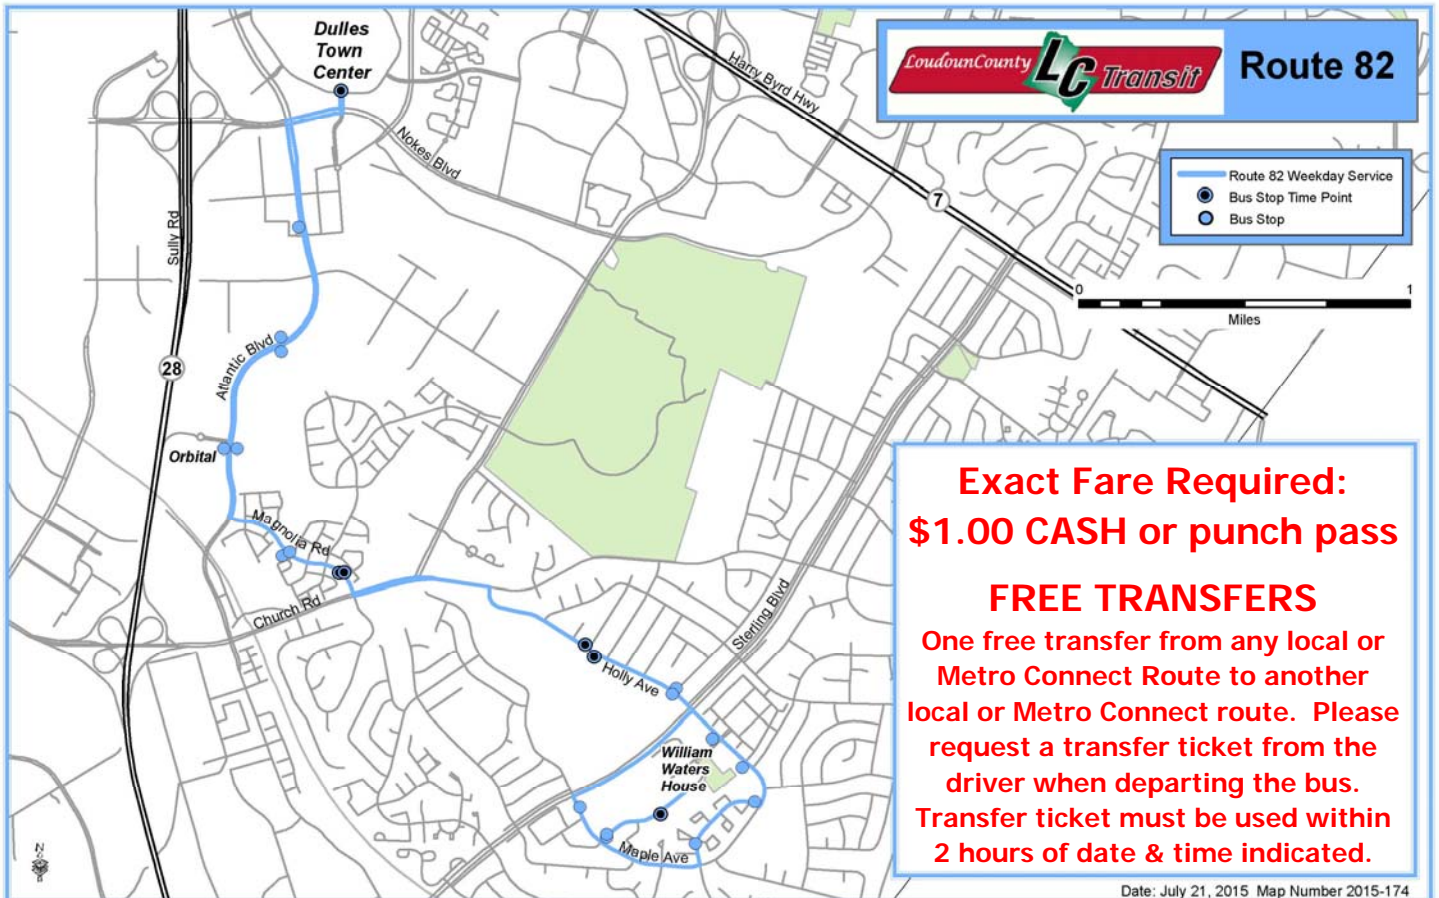 Dulles
Town
Center
LoudounCounty LC Transit
Route 82
Harry Byrd Hwy
Nokes Blvd
Route 82 Weekday Service
Bus Stop Time Point
Bus Stop
7
Sully Rd
0 1
Miles
28
Atlantic Blvd
Orbital
Magnolia Rd
Church Rd
Sterling Blvd
Holly Ave
William
Waters
House
Maple Ave
N
Exact Fare Required:
$1.00 CASH or punch pass
FREE TRANSFERS
One free transfer from any local or
Metro Connect Route to another
local or Metro Connect route. Please
request a transfer ticket from the
driver when departing the bus.
Transfer ticket must be used within
2 hours of date & time indicated.
Date: July 21, 2015 Map Number 2015-174